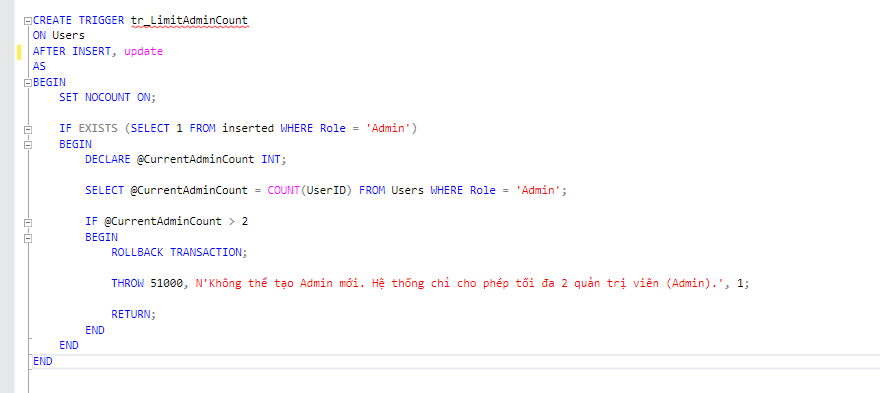 CREATE TRIGGER tr_LimitAdminCount
ON Users
AFTER INSERT, update
AS
BEGIN
    SET NOCOUNT ON;
    IF EXISTS (SELECT 1 FROM inserted WHERE Role = 'Admin')
    BEGIN
        DECLARE @CurrentAdminCount INT;
        SELECT @CurrentAdminCount = COUNT(UserID) FROM Users WHERE Role = 'Admin';
        IF @CurrentAdminCount > 2
        BEGIN
            ROLLBACK TRANSACTION;
            THROW 51000, N'Không thể tạo Admin mới. Hệ thống chỉ cho phép tối đa 2 quản trị viên (Admin).', 1;
            RETURN;
        END
    END
END